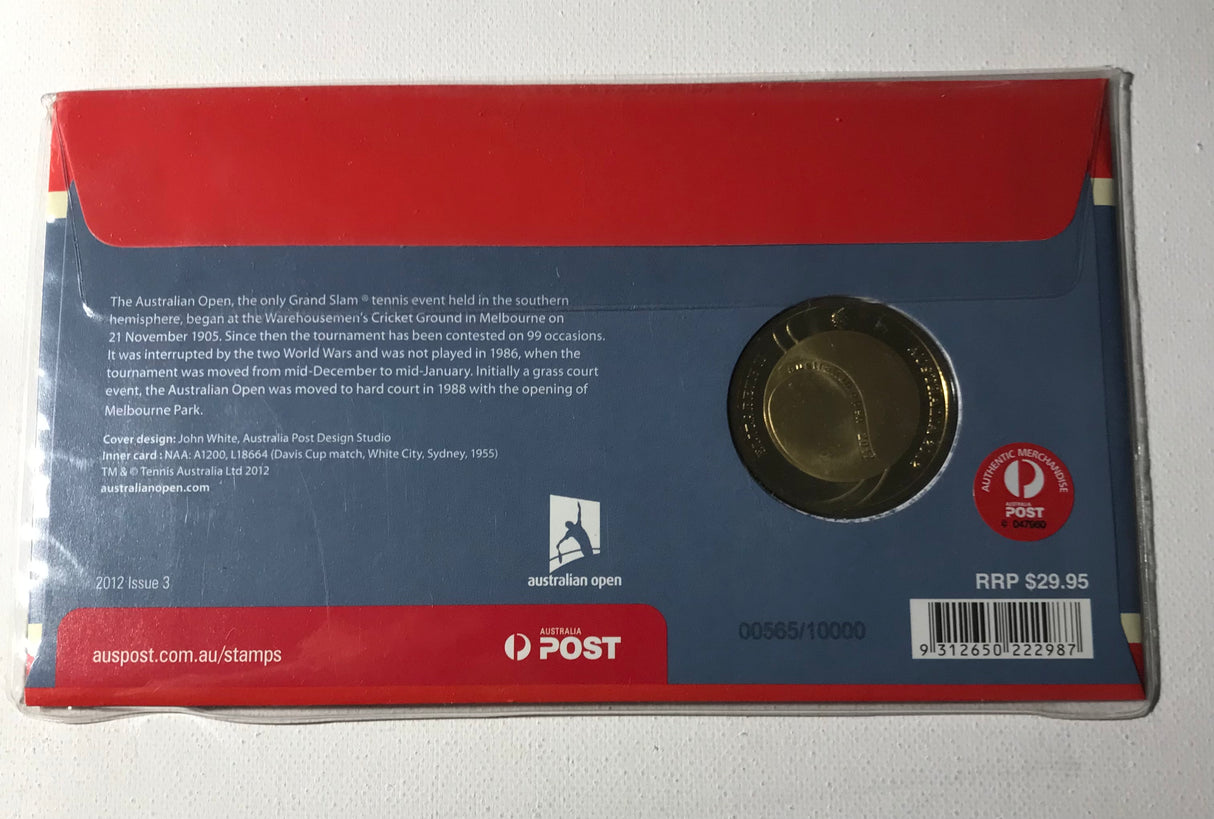 The Australian Open, the only Grand Slam ® tennis event held in the southern
hemisphere, began at the Warehousemen's Cricket Ground in Melbourne on
21 November 1905. Since then the tournament has been contested on 99 occasions.
It was interrupted by the two World Wars and was not played in 1986, when the
tournament was moved from mid-December to mid-January. Initially a grass court
event, the Australian Open was moved to hard court in 1988 with the opening of
Melbourne Park.
Cover design: John White, Australia Post Design Studio
Inner card : NAA: A1200, L18664 (Davis Cup match, White City, Sydney, 1955)
TM & © Tennis Australia Ltd 2012
australianopen.com
AUTHENTIC MERCHANDISE
AUSTRALIA
POST
© 047960
australian open
2012 Issue 3
RRP $29.95
auspost.com.au/stamps
AUSTRALIA
POST
00565/10000
9 312650 222987